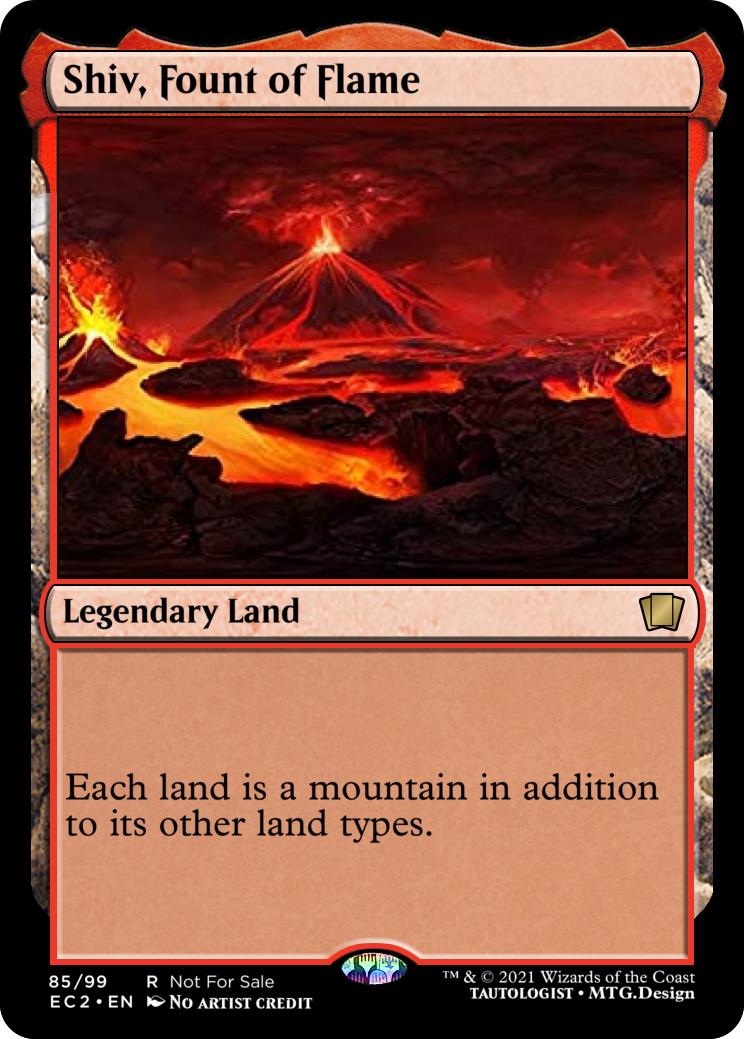 Shiv, Fount of Flame
Legendary Land
Each land is a mountain in addition
to its other land types.
85/99 R Not For Sale
EC2 • EN No artist credit
™ & © 2021 Wizards of the Coast
TAUTOLOGIST • MTG.Design